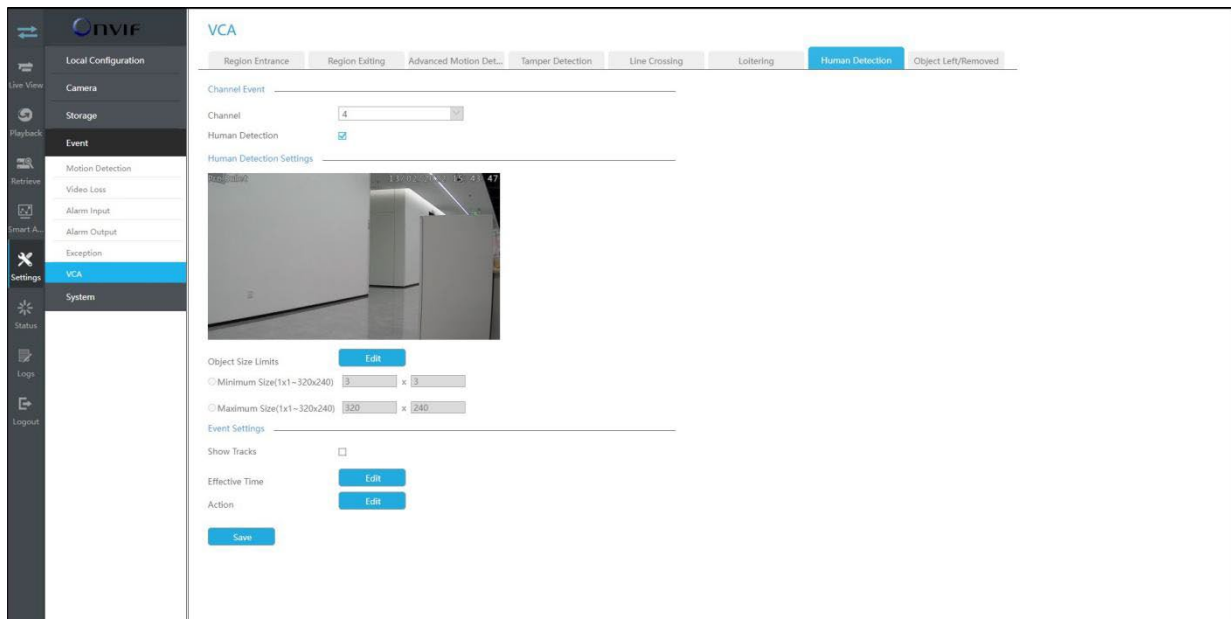 Onvif
VCA
Region Entrance Region Exiting Advanced Motion Det... Tamper Detection Line Crossing Loitering Human Detection Object Left/Removed
Local Configuration
Camera
Storage
Event
Motion Detection
Video Loss
Alarm Input
Alarm Output
Exception
VCA
System
Live View
Playback
Retrieve
Smart A...
Settings
Status
Logs
Logout
Channel Event
Channel 4
Human Detection
Human Detection Settings
Object Size Limits Edit
Minimum Size(1x1~320x240) 3 x 3
Maximum Size(1x1~320x240) 320 x 240
Event Settings
Show Tracks
Effective Time Edit
Action Edit
Save